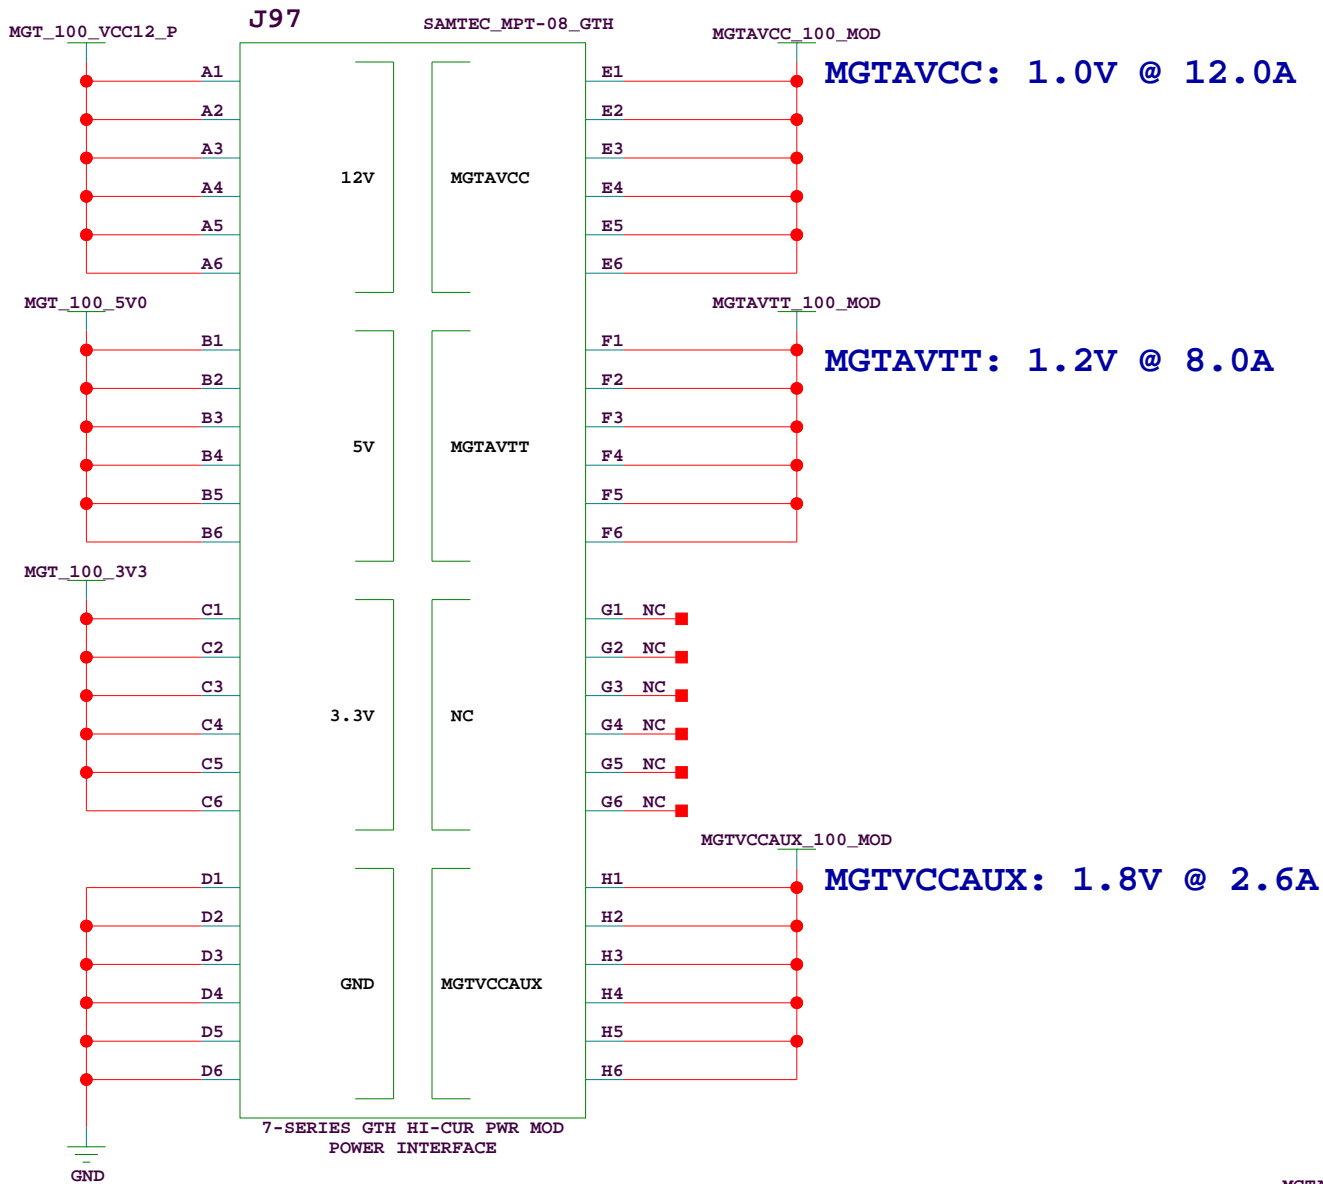 J97
SAMTEC_MPT-08_GTH
MGT_100_VCC12_P
MGTAVCC_100_MOD
MGTAVCC: 1.0V @ 12.0A
A1 E1
A2 E2
A3 E3
12V MGTAVCC
A4 E4
A5 E5
A6 E6
MGT_100_5V0
MGTAVTT_100_MOD
MGTAVTT: 1.2V @ 8.0A
B1 F1
B2 F2
B3 F3
5V MGTAVTT
B4 F4
B5 F5
B6 F6
MGT_100_3V3
C1 G1 NC
C2 G2 NC
C3 G3 NC
3.3V NC
C4 G4 NC
C5 G5 NC
C6 G6 NC
MGTVCCAUX_100_MOD
MGTVCCAUX: 1.8V @ 2.6A
D1 H1
D2 H2
D3 H3
GND MGTVCCAUX
D4 H4
D5 H5
D6 H6
7-SERIES GTH HI-CUR PWR MOD
POWER INTERFACE
GND